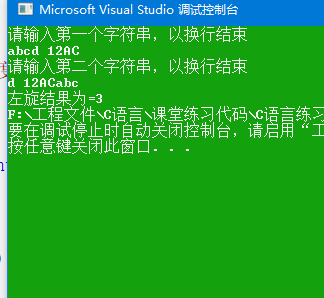 Microsoft Visual Studio 调试控制台
请输入第一个字符串，以换行结束
abcd 12AC
请输入第二个字符串，以换行结束
d 12ACabc
左旋结果为=3
F:\工程文件\C语言\课堂练习代码\C语言练习
要在调试停止时自动关闭控制台，请启用“工
按任意键关闭此窗口. . .